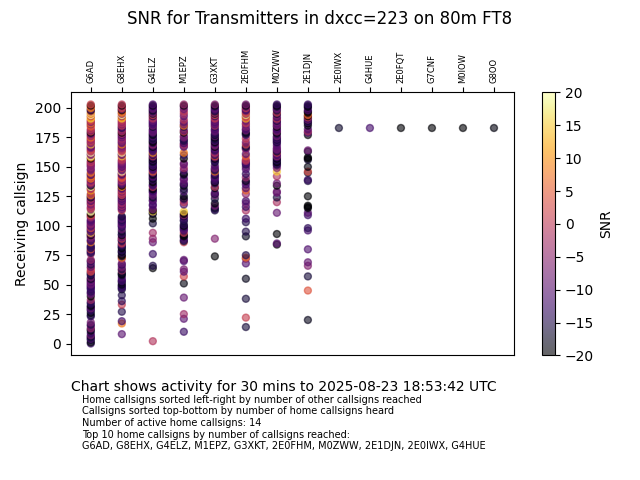 SNR for Transmitters in dxcc=223 on 80m FT8
G6AD G8EHX G4ELZ M1EPZ G3XKT 2E0FHM M0ZWW 2E1DJN 2E0IWX G4HUE 2E0FQT G7CNF M0IOW G8OO
200
175
150
125
100
75
50
25
0
Receiving callsign
20
15
10
5
0
−5
−10
−15
−20
SNR
Chart shows activity for 30 mins to 2025-08-23 18:53:42 UTC
Home callsigns sorted left-right by number of other callsigns reached
Callsigns sorted top-bottom by number of home callsigns heard
Number of active home callsigns: 14
Top 10 home callsigns by number of callsigns reached:
G6AD, G8EHX, G4ELZ, M1EPZ, G3XKT, 2E0FHM, M0ZWW, 2E1DJN, 2E0IWX, G4HUE